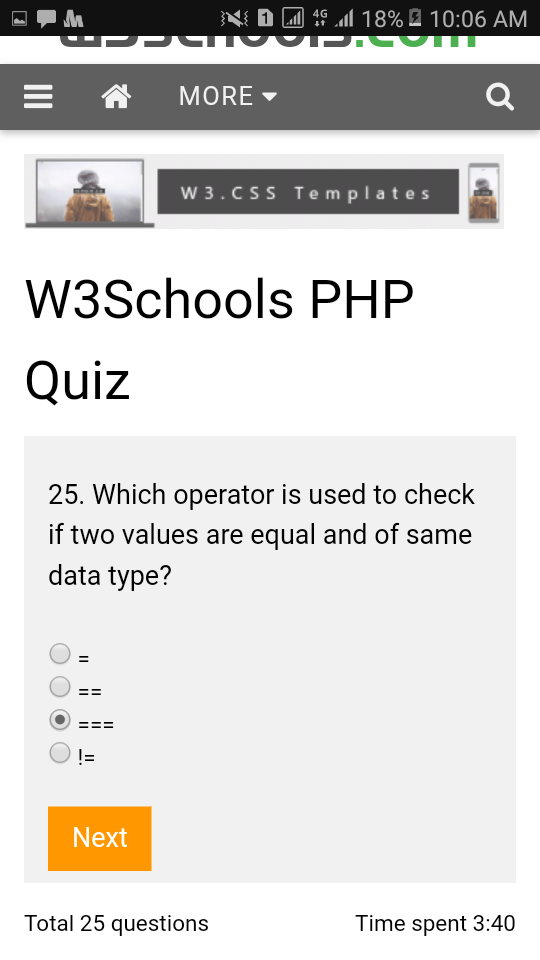 1 4G 18% 10:06 AM
w3schools.com
MORE
W3.CSS Templates
W3Schools PHP
Quiz
25. Which operator is used to check
if two values are equal and of same
data type?
=
==
===
!=
Next
Total 25 questions
Time spent 3:40